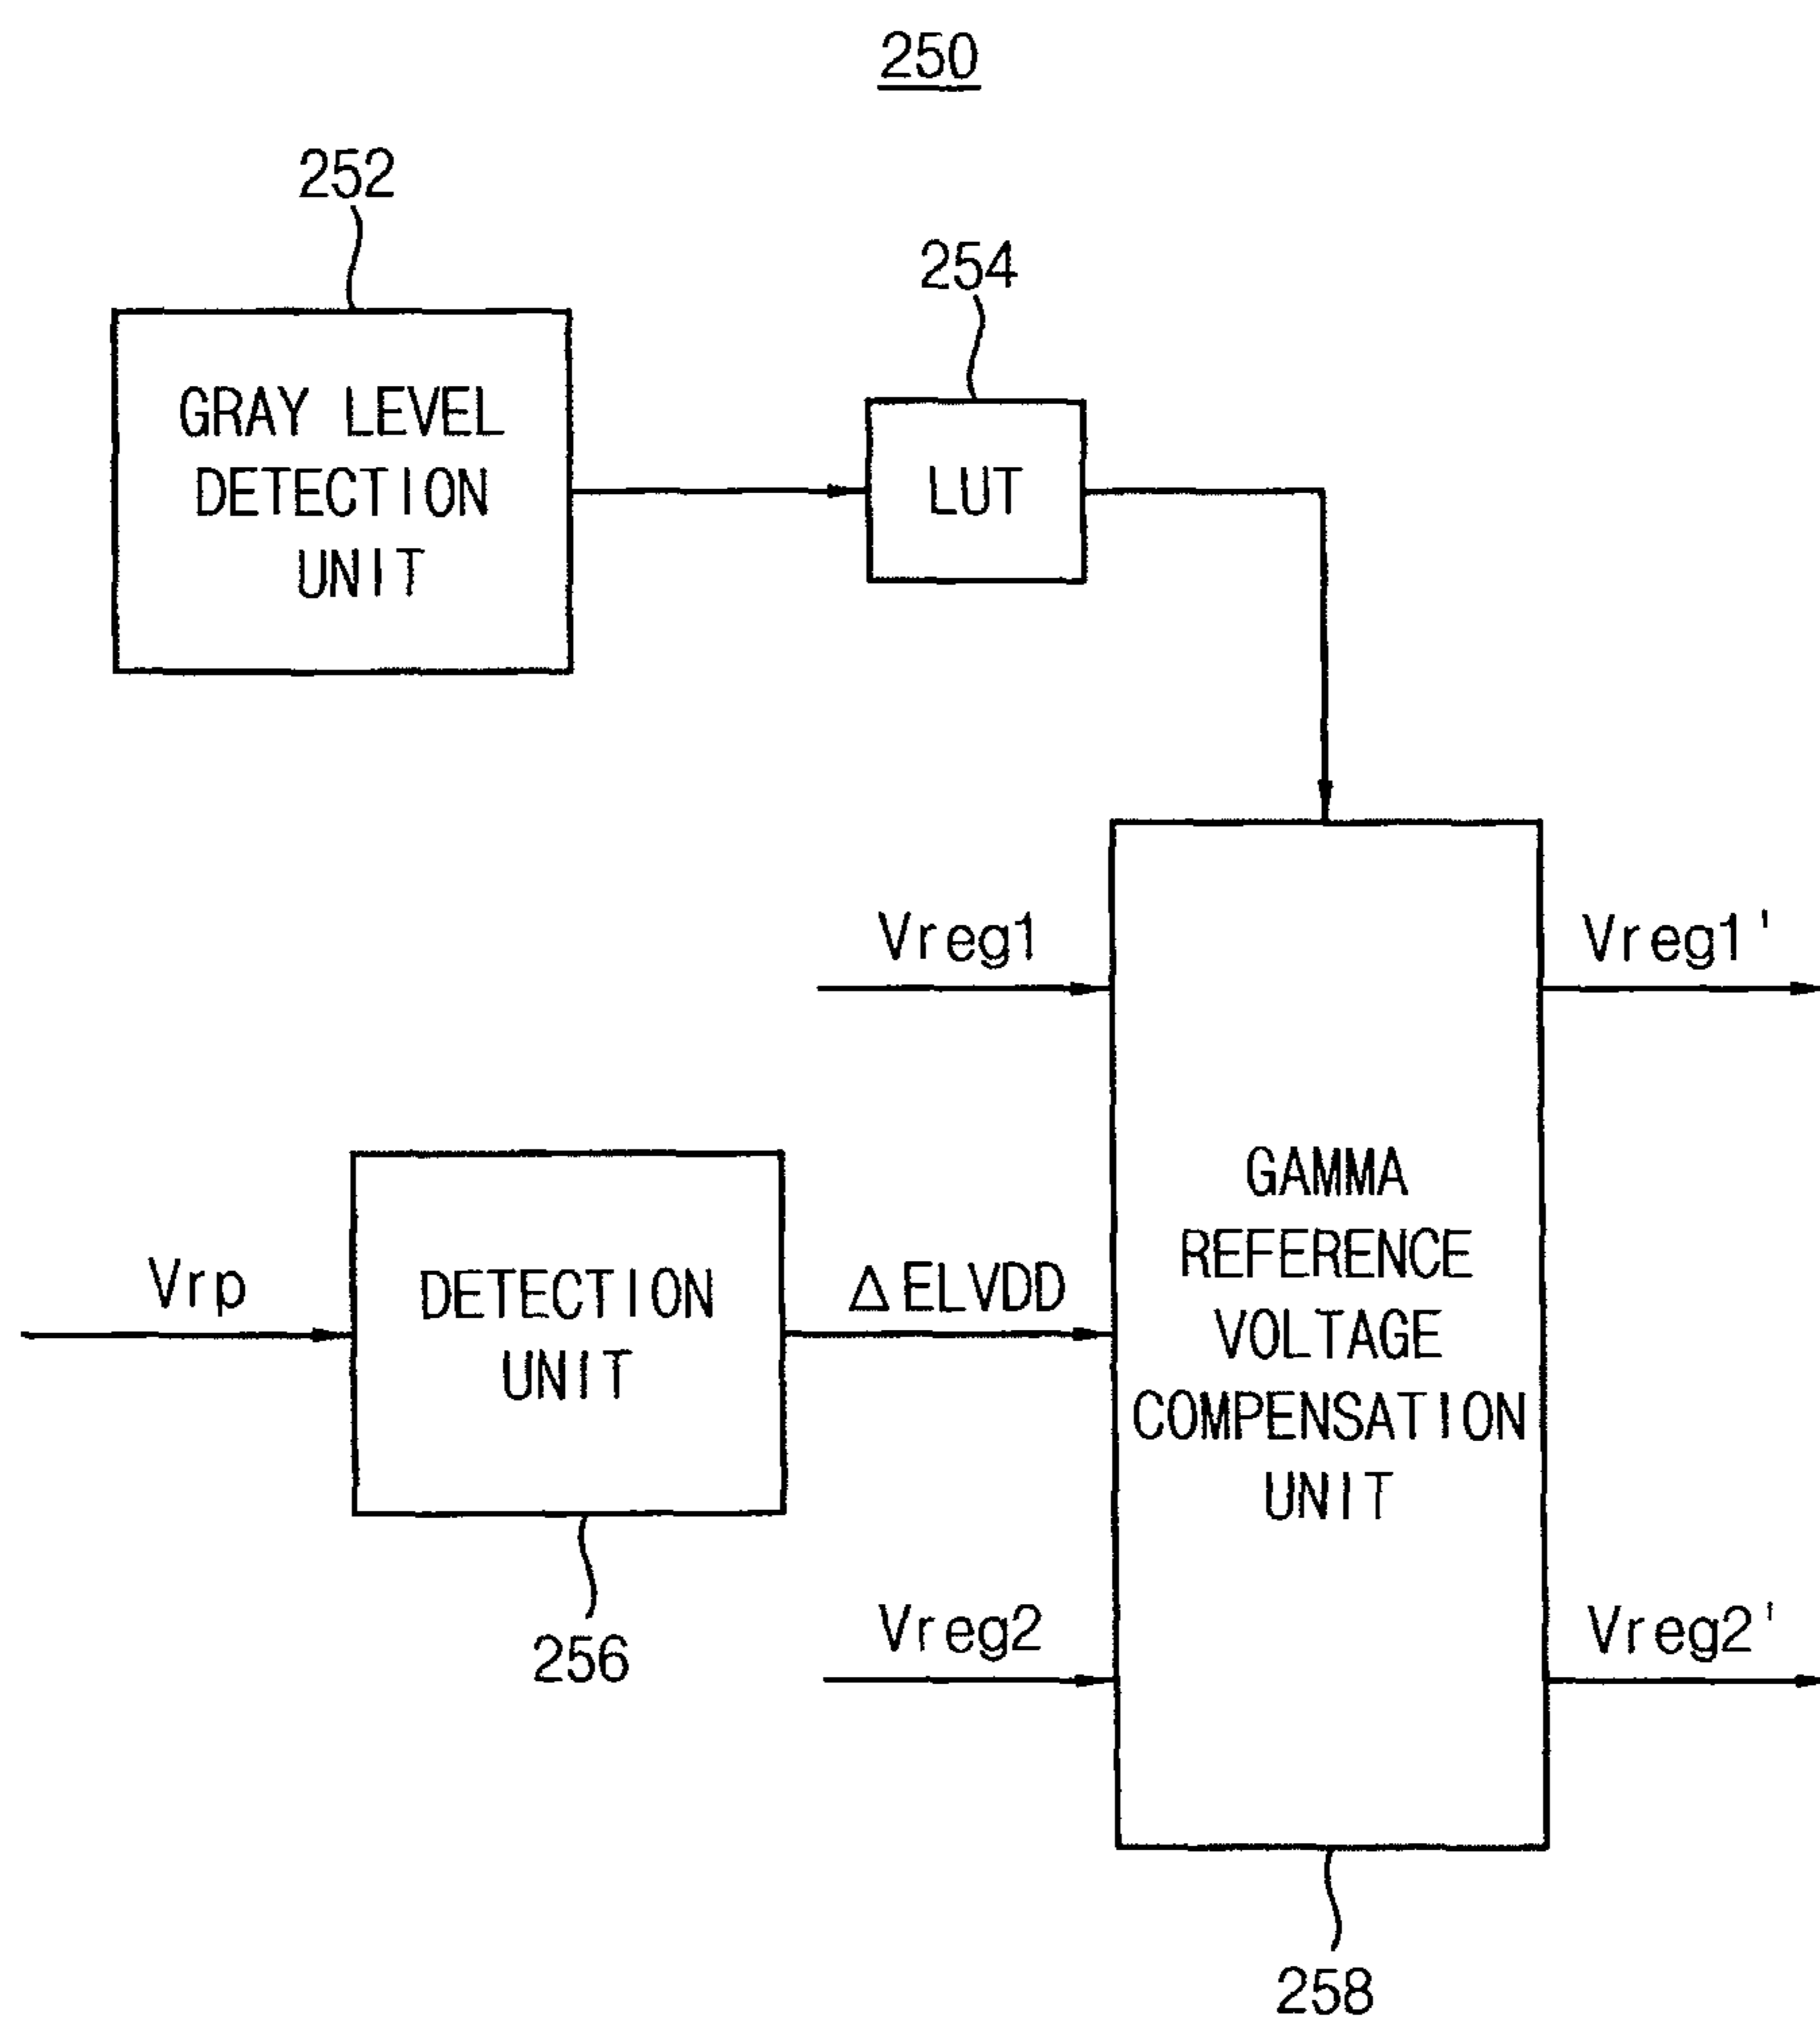 250
252
254
GRAY LEVEL
DETECTION
UNIT
LUT
Vreg1
Vreg1'
Vrp
DETECTION
UNIT
ΔELVDD
GAMMA
REFERENCE
VOLTAGE
COMPENSATION
UNIT
Vreg2
Vreg2'
256
258